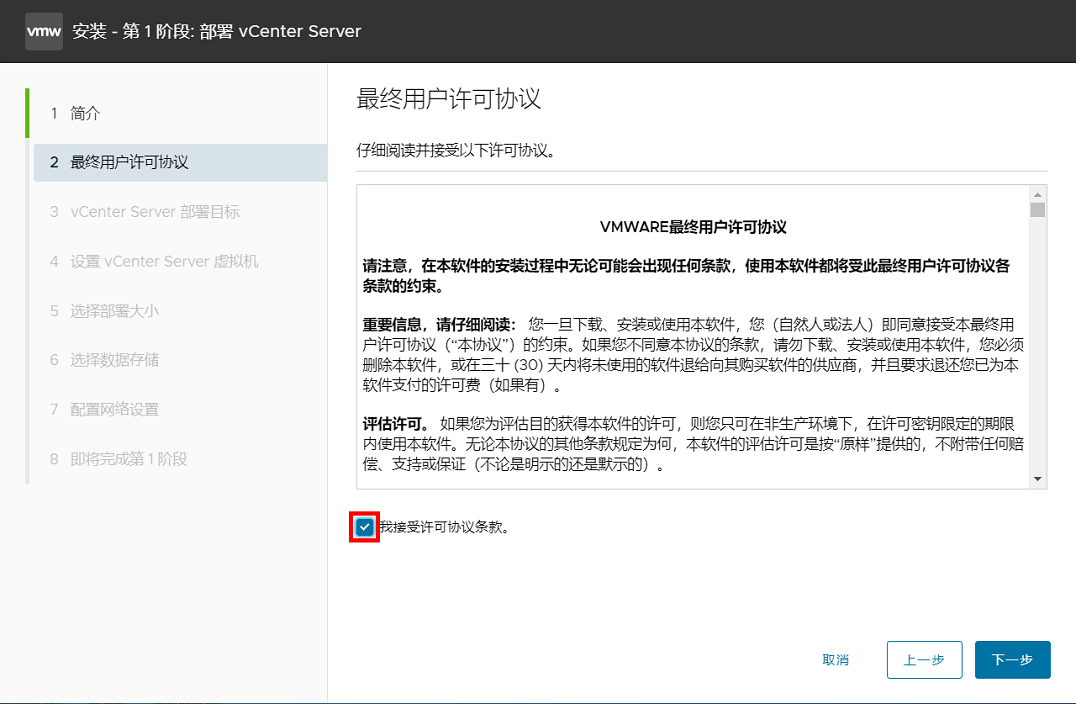 vmw 安装 - 第 1 阶段: 部署 vCenter Server
1 简介
2 最终用户许可协议
3 vCenter Server 部署目标
4 设置 vCenter Server 虚拟机
5 选择部署大小
6 选择数据存储
7 配置网络设置
8 即将完成第 1 阶段
最终用户许可协议
仔细阅读并接受以下许可协议。
VMWARE最终用户许可协议
请注意，在本软件的安装过程中无论可能会出现任何条款，使用本软件都将受此最终用户许可协议各
条款的约束。
重要信息，请仔细阅读： 您一旦下载、安装或使用本软件，您（自然人或法人）即同意接受本最终用
户许可协议（“本协议”）的约束。如果您不同意本协议的条款，请勿下载、安装或使用本软件，您必须
删除本软件，或在三十 (30) 天内将未使用的软件退给向其购买软件的供应商，并且要求退还您已为本
软件支付的许可费（如果有）。
评估许可。 如果您为评估目的获得本软件的许可，则您只可在非生产环境下，在许可密钥限定的期限
内使用本软件。无论本协议的其他条款规定为何，本软件的评估许可是按“原样”提供的，不附带任何赔
偿、支持或保证（不论是明示的还是默示的）。
我接受许可协议条款。
取消 上一步 下一步